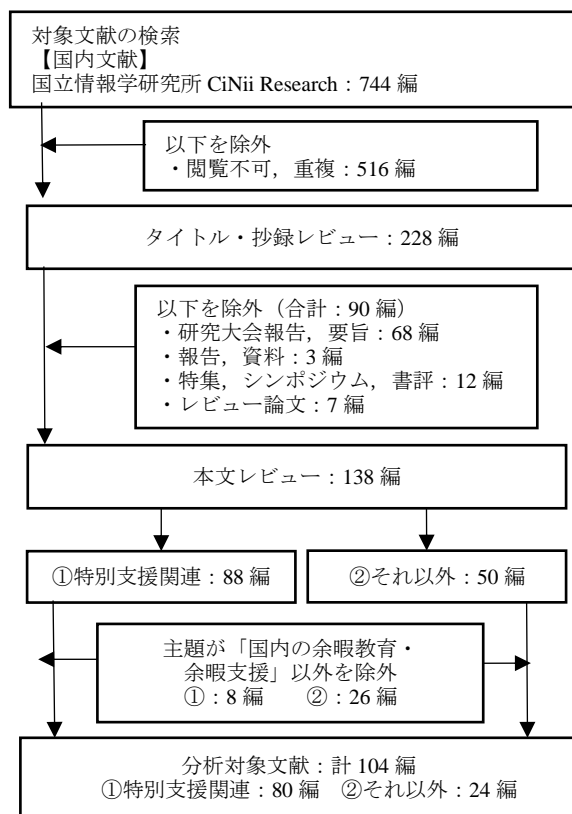 対象文献の検索
【国内文献】
国立情報学研究所 CiNii Research：744 編
以下を除外
・閲覧不可，重複：516 編
タイトル・抄録レビュー：228 編
以下を除外（合計：90 編）
・研究大会報告，要旨：68 編
・報告，資料：3 編
・特集，シンポジウム，書評：12 編
・レビュー論文：7 編
本文レビュー：138 編
①特別支援関連：88 編
②それ以外：50 編
主題が「国内の余暇教育・
余暇支援」以外を除外
①：8 編　　②：26 編
分析対象文献：計 104 編
①特別支援関連：80 編　②それ以外：24 編